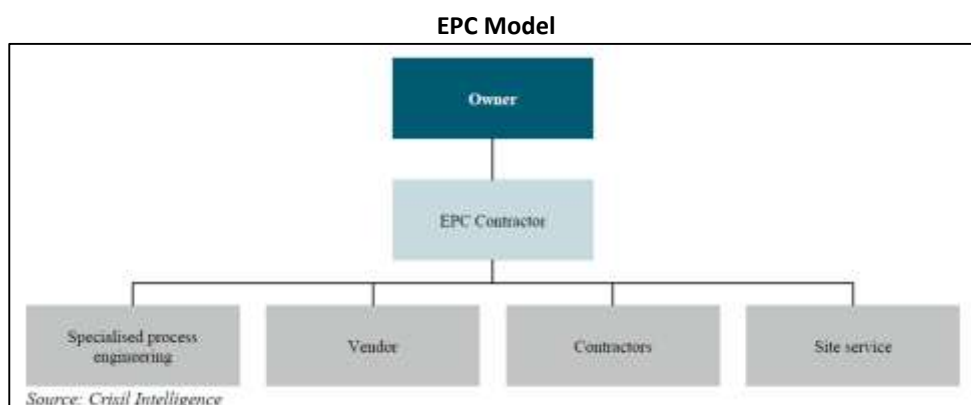 EPC Model
Owner
EPC Contractor
Specialised process
engineering
Vendor
Contractors
Site service
Source: Crisil Intelligence